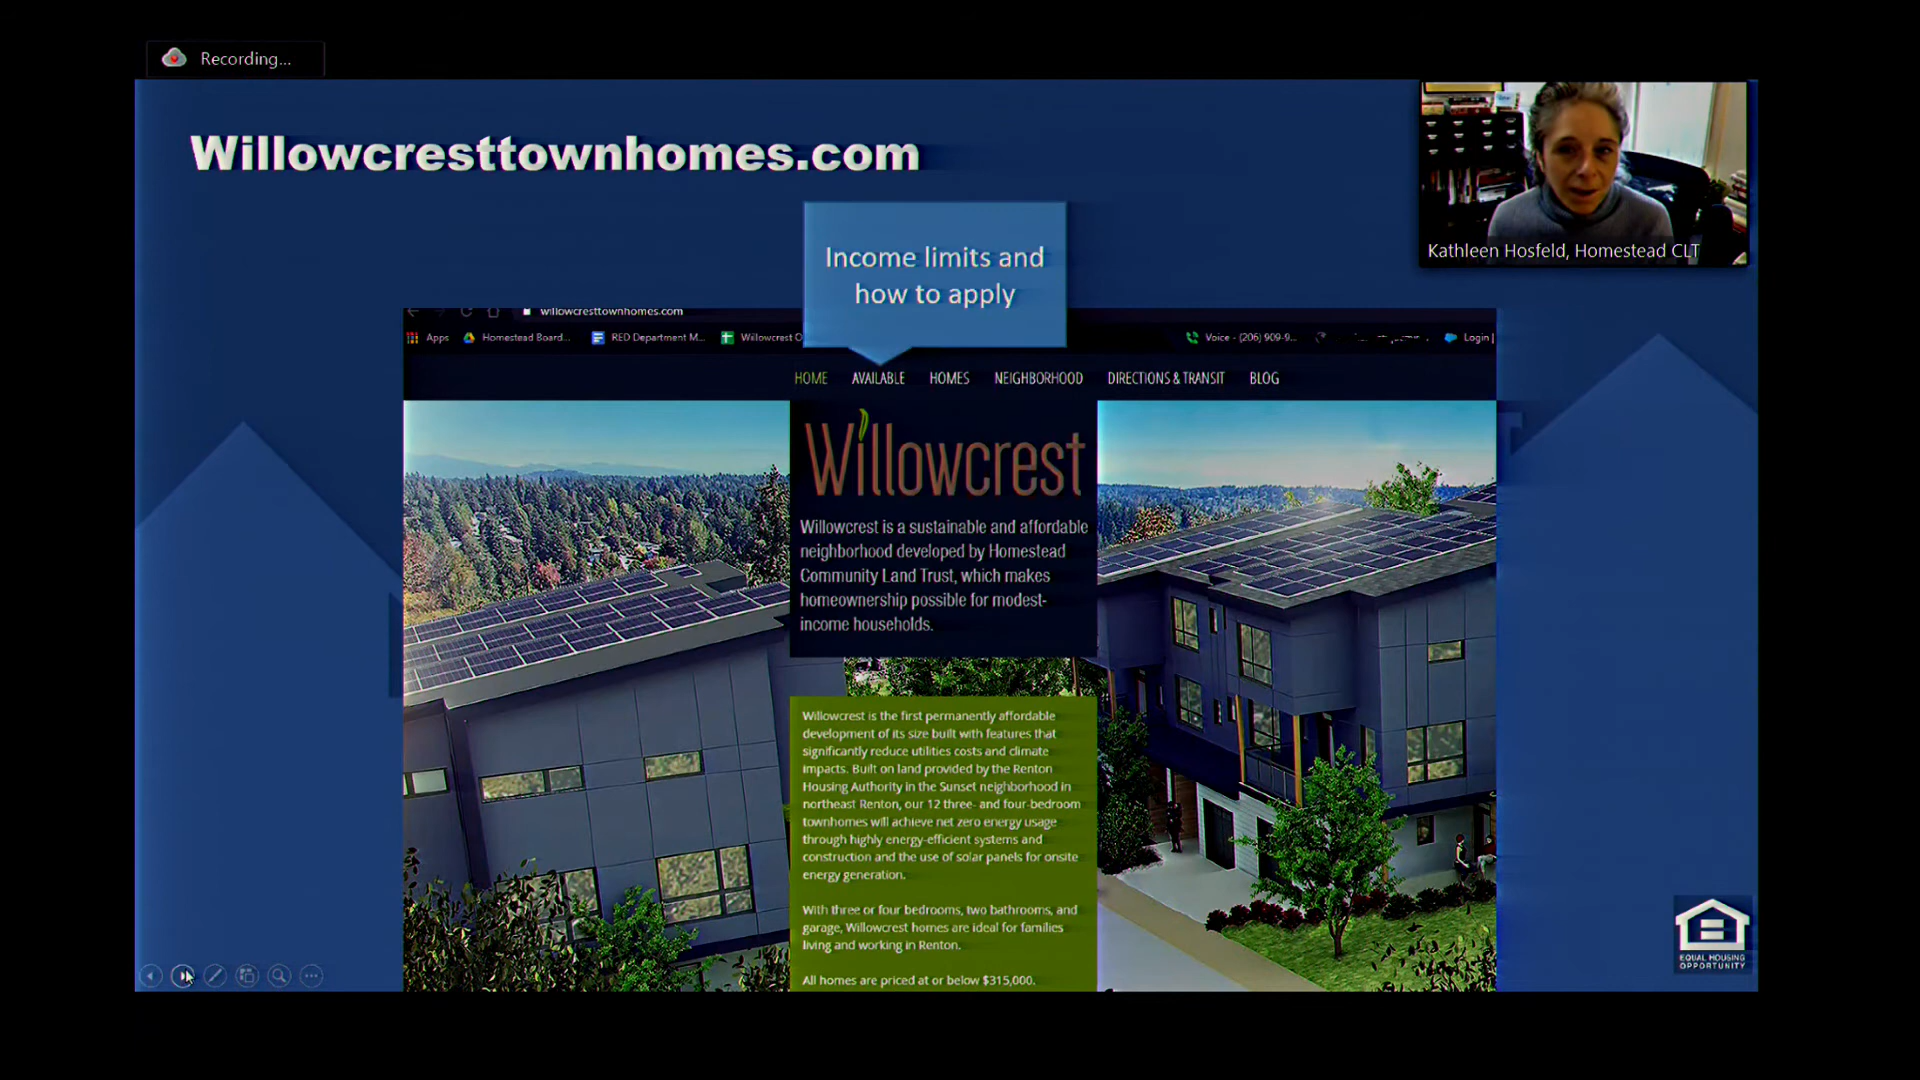 Recording...
Willowcresttownhomes.com
Kathleen Hosfeld, Homestead CLT
Income limits and
how to apply
willowcresttownhomes.com
Apps Homestead Board... RED Department M... Willowcrest O Voice - (206) 909-9... Login |
HOME AVAILABLE HOMES NEIGHBORHOOD DIRECTIONS & TRANSIT BLOG
Willowcrest
Willowcrest is a sustainable and affordable
neighborhood developed by Homestead
Community Land Trust, which makes
homeownership possible for modest-
income households.
Willowcrest is the first permanently affordable
development of its size built with features that
significantly reduce utilities costs and climate
impacts. Built on land provided by the Renton
Housing Authority in the Sunset neighborhood in
northeast Renton, our 12 three- and four-bedroom
townhomes will achieve net zero energy usage
through highly energy-efficient systems and
construction and the use of solar panels for onsite
energy generation.
With three or four bedrooms, two bathrooms, and
garage, Willowcrest homes are ideal for families
living and working in Renton.
All homes are priced at or below $315,000.
EQUAL HOUSING
OPPORTUNITY